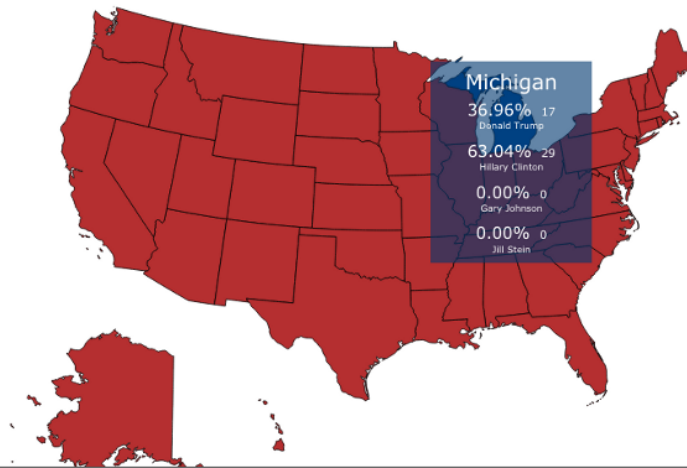 Michigan
36.96% 17
Donald Trump
63.04% 29
Hillary Clinton
0.00% 0
Gary Johnson
0.00% 0
Jill Stein